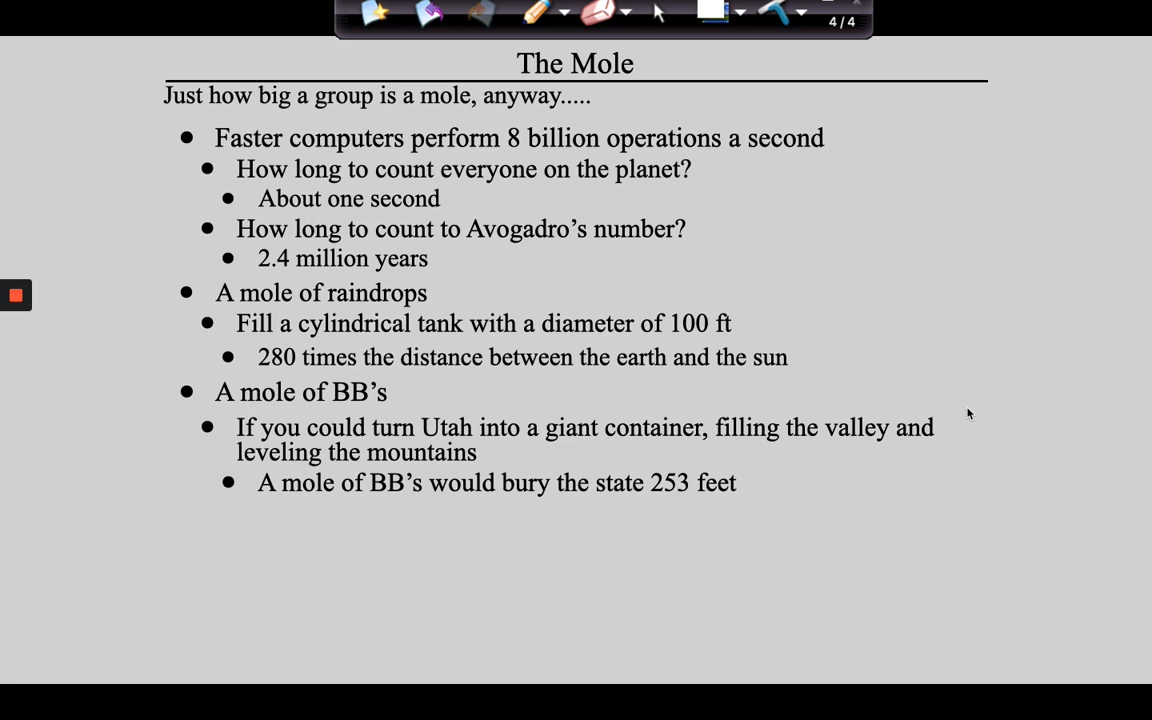 4/4
The Mole
Just how big a group is a mole, anyway.....
● Faster computers perform 8 billion operations a second
● How long to count everyone on the planet?
● About one second
● How long to count to Avogadro’s number?
● 2.4 million years
● A mole of raindrops
● Fill a cylindrical tank with a diameter of 100 ft
● 280 times the distance between the earth and the sun
● A mole of BB’s
● If you could turn Utah into a giant container, filling the valley and
leveling the mountains
● A mole of BB’s would bury the state 253 feet